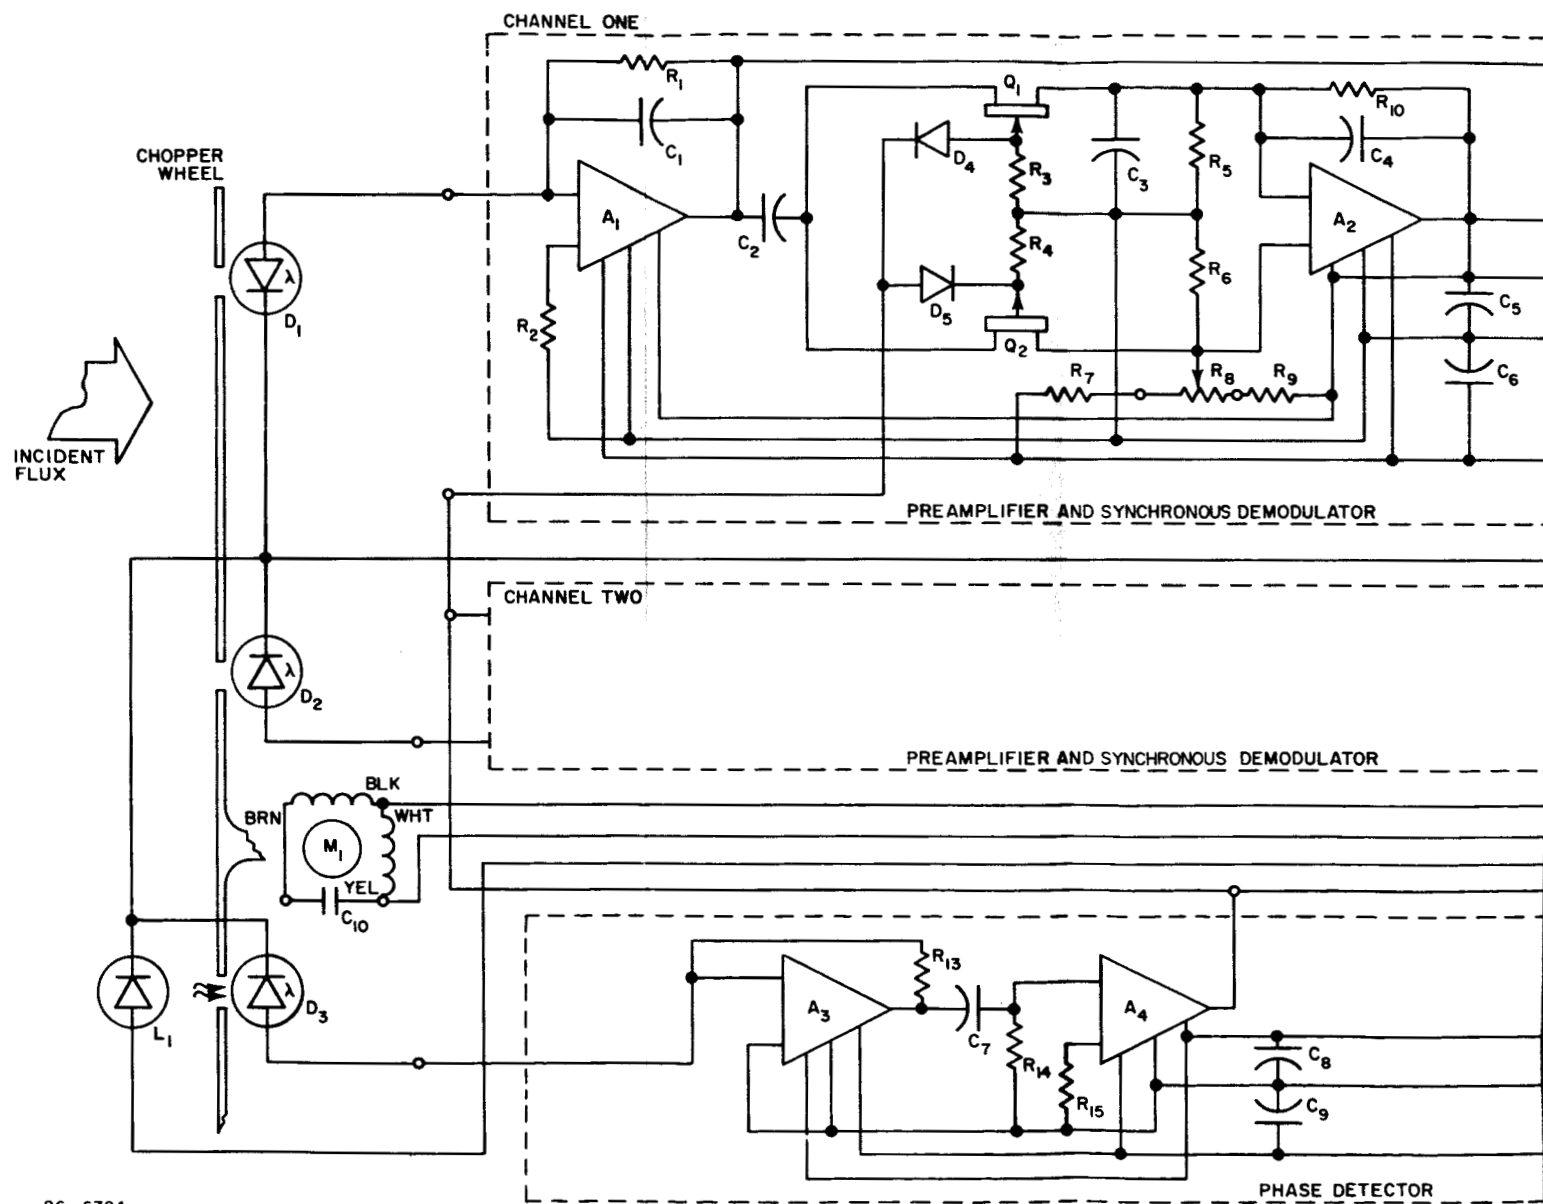 CHANNEL ONE
R1
C1
CHOPPER
WHEEL
A1
C2
Q1
D4
R3
C3
R5
R10
C4
A2
R4
R6
D5
Q2
λ
D1
R2
R7
R8
R9
C5
C6
INCIDENT
FLUX
PREAMPLIFIER AND SYNCHRONOUS DEMODULATOR
CHANNEL TWO
λ
D2
PREAMPLIFIER AND SYNCHRONOUS DEMODULATOR
BLK
BRN
WHT
M1
YEL
C10
L1
λ
D3
R13
A3
C7
R14
A4
R15
C8
C9
PHASE DETECTOR